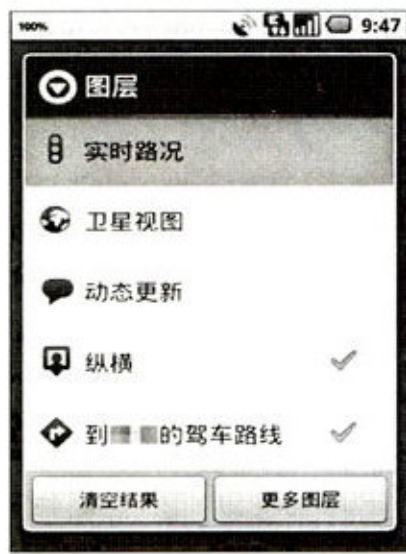 100%
9:47
图层
实时路况
卫星视图
动态更新
纵横
到 的驾车路线
清空结果
更多图层